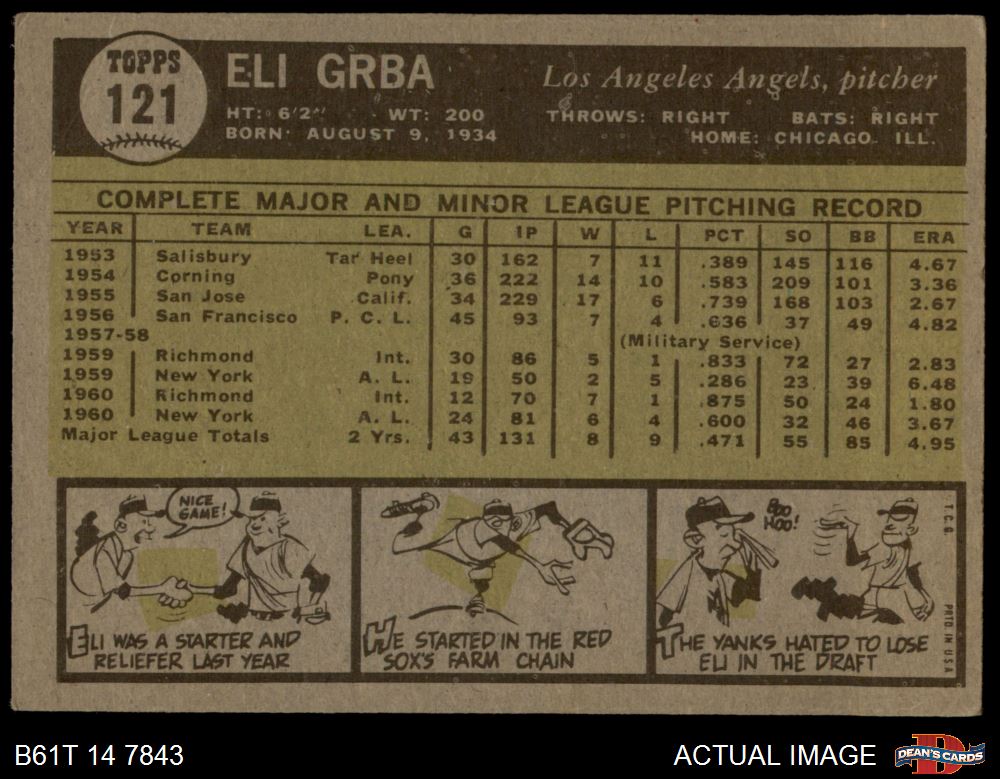 TOPPS
121
ELI GRBA
Los Angeles Angels, pitcher
HT: 6'2" WT: 200 THROWS: RIGHT BATS: RIGHT
BORN: AUGUST 9, 1934 HOME: CHICAGO ILL.
COMPLETE MAJOR AND MINOR LEAGUE PITCHING RECORD
YEAR TEAM LEA. G IP W L PCT SO BB ERA
1953 Salisbury Tar Heel 30 162 7 11 .389 145 116 4.67
1954 Corning Pony 36 222 14 10 .583 209 101 3.36
1955 San Jose Calif. 34 229 17 6 .739 168 103 2.67
1956 San Francisco P. C. L. 45 93 7 4 .636 37 49 4.82
1957-58 (Military Service)
1959 Richmond Int. 30 86 5 1 .833 72 27 2.83
1959 New York A. L. 19 50 2 5 .286 23 39 6.48
1960 Richmond Int. 12 70 7 1 .875 50 24 1.80
1960 New York A. L. 24 81 6 4 .600 32 46 3.67
Major League Totals 2 Yrs. 43 131 8 9 .471 55 85 4.95
NICE
GAME!
ELI WAS A STARTER AND
RELIEFER LAST YEAR
HE STARTED IN THE RED
SOX'S FARM CHAIN
BOO
HOO!
THE YANKS HATED TO LOSE
ELI IN THE DRAFT
T.C.G.
PRTD. IN U.S.A.
B61T 14 7843
ACTUAL IMAGE
D
DEAN'S CARDS